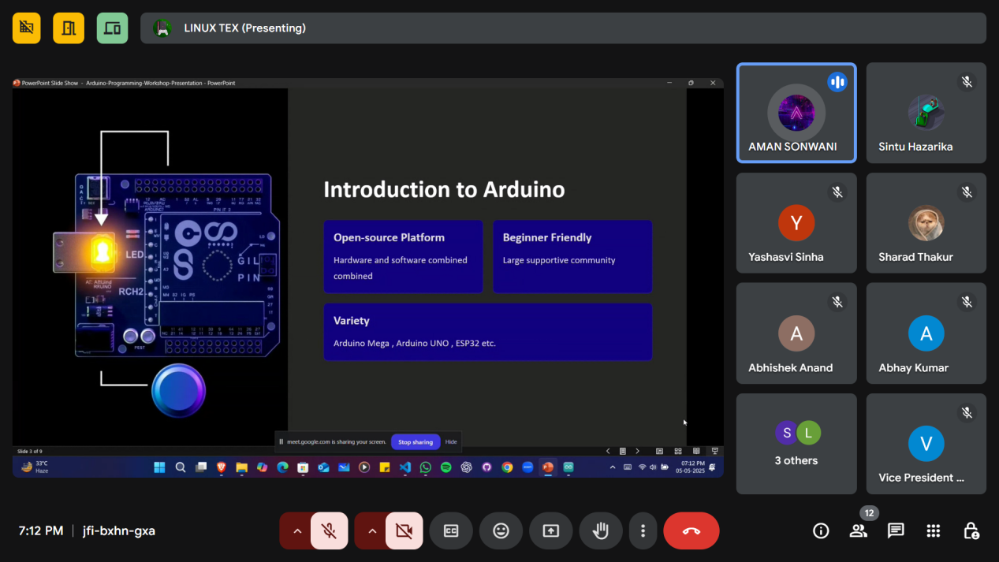 LINUX TEX (Presenting)
PowerPoint Slide Show - Arduino-Programming-Workshop-Presentation - PowerPoint
LED
RCH2
GIL
PIN
PEST
Introduction to Arduino
Open-source Platform
Hardware and software combined
combined
Beginner Friendly
Large supportive community
Variety
Arduino Mega , Arduino UNO , ESP32 etc.
meet.google.com is sharing your screen.
Stop sharing
Hide
Slide 3 of 9
33°C
Haze
07:12 PM
05-05-2025
AMAN SONWANI
Sintu Hazarika
Y
Yashasvi Sinha
Sharad Thakur
A
Abhishek Anand
A
Abhay Kumar
S L
3 others
V
Vice President ...
7:12 PM | jfi-bxhn-gxa
12